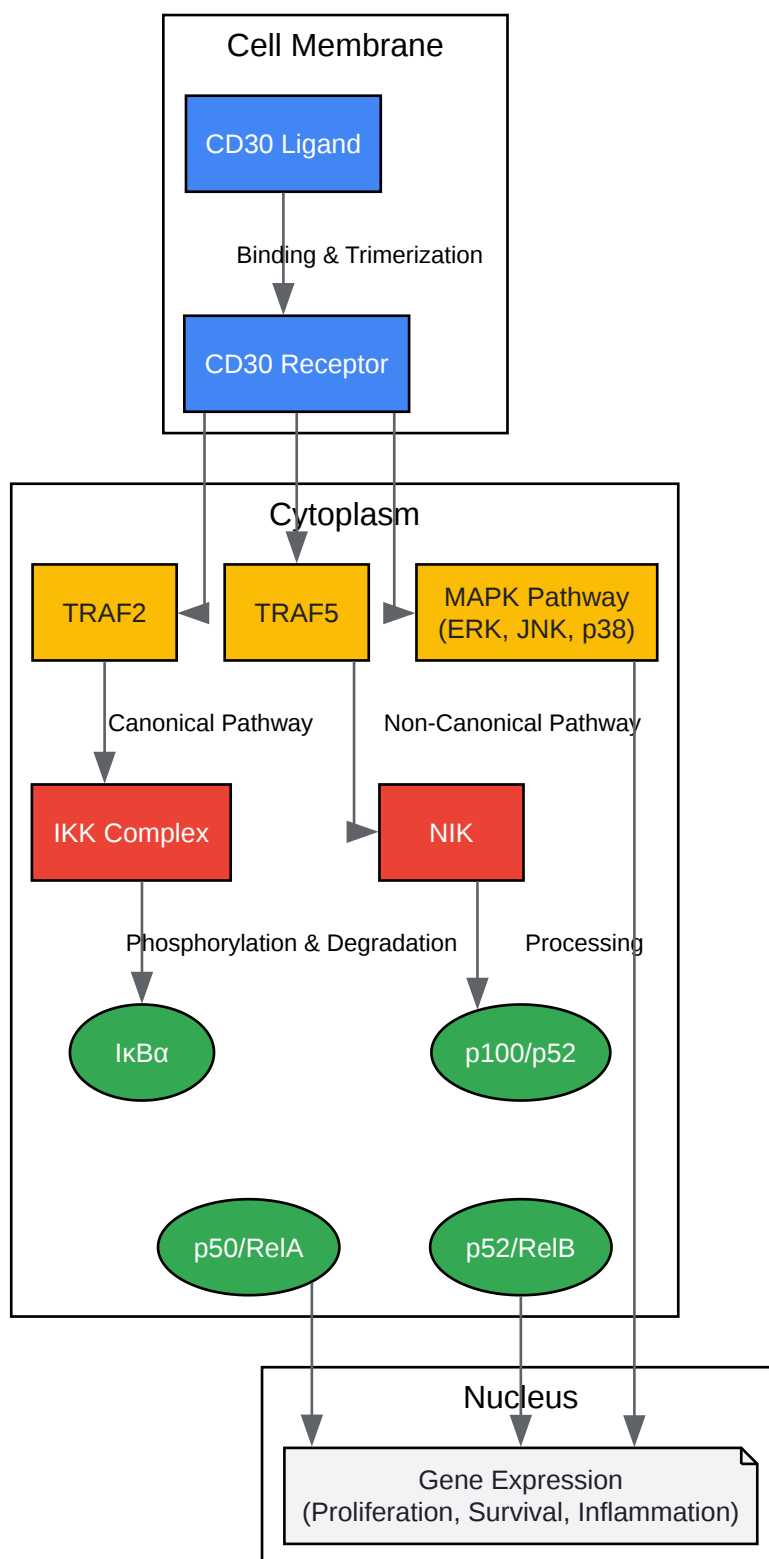 Cell Membrane
CD30 Ligand
Binding & Trimerization
CD30 Receptor
Cytoplasm
TRAF2
TRAF5
MAPK Pathway
(ERK, JNK, p38)
Canonical Pathway
Non-Canonical Pathway
IKK Complex
NIK
Phosphorylation & Degradation
Processing
IκBα
p100/p52
p50/RelA
p52/RelB
Nucleus
Gene Expression
(Proliferation, Survival, Inflammation)